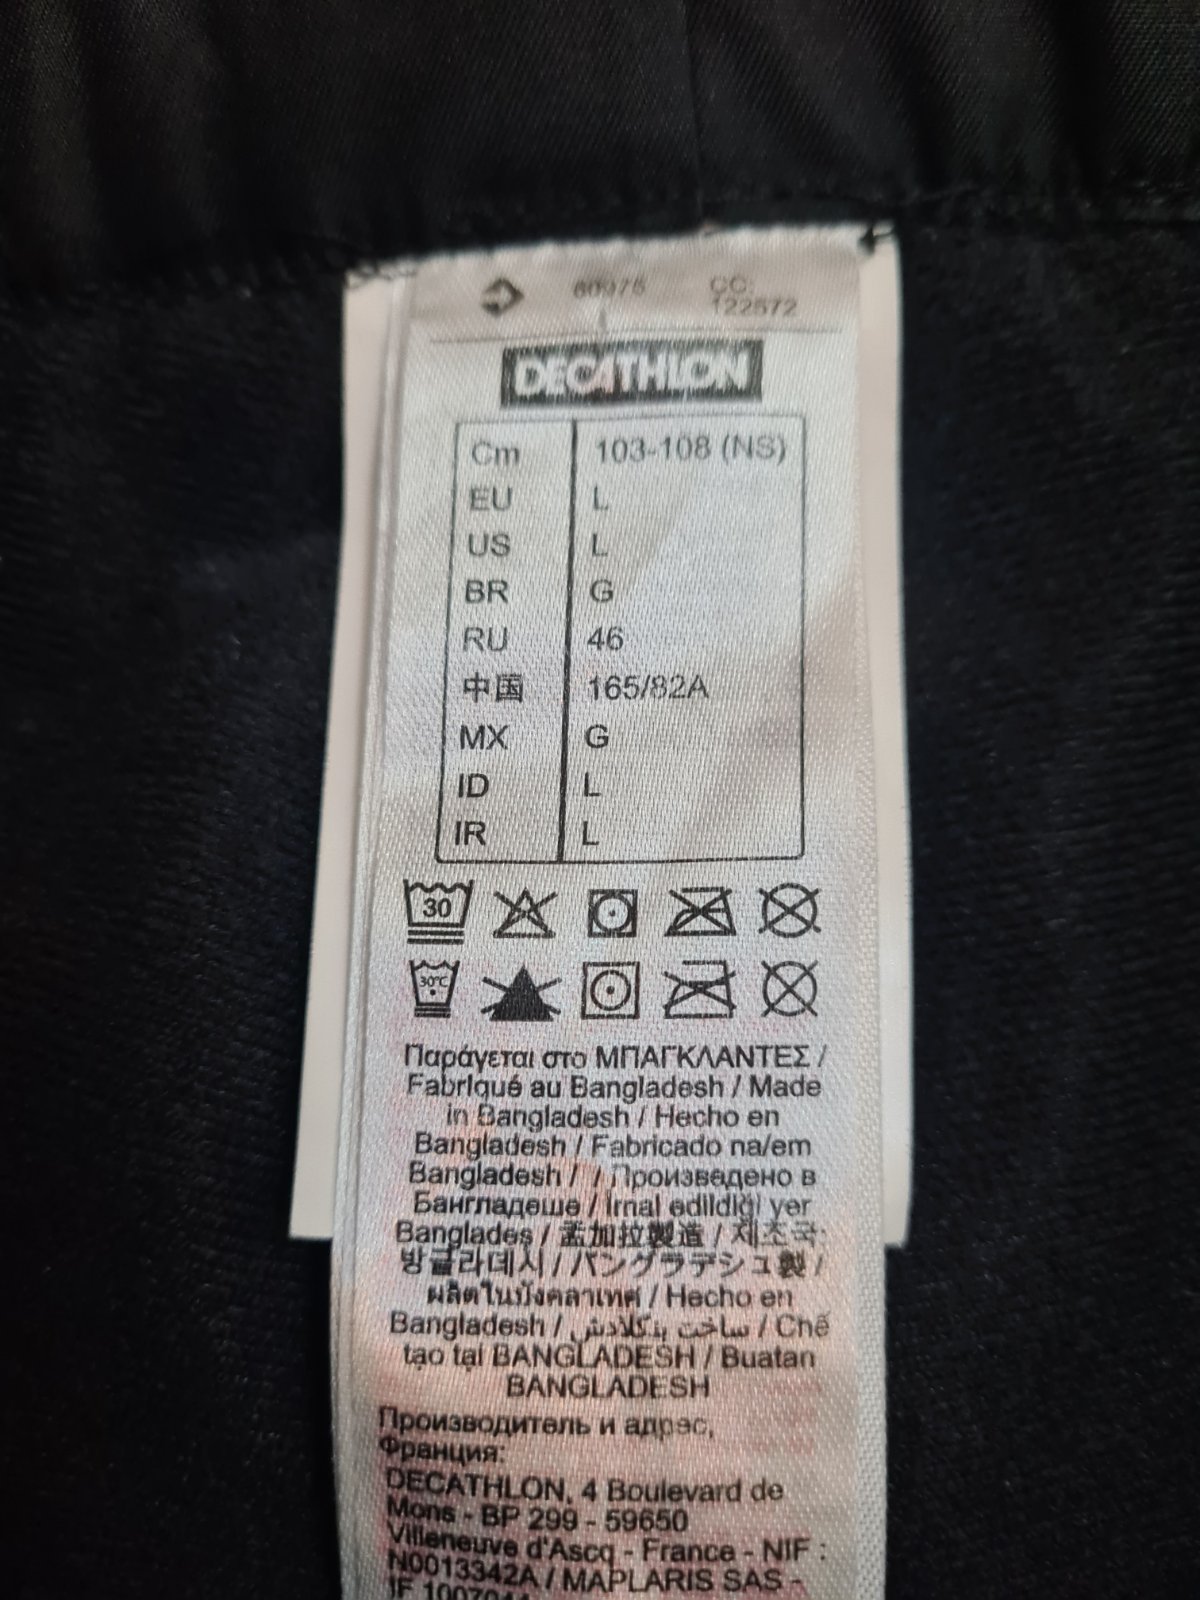 CC:
122572
DECATHLON
Cm 103-108 (NS)
EU L
US L
BR G
RU 46
中国 165/82A
MX G
ID L
IR L
30
30°C
Παράγεται στο ΜΠΑΓΚΛΑΝΤΕΣ /
Fabriqué au Bangladesh / Made
in Bangladesh / Hecho en
Bangladesh / Fabricado na/em
Bangladesh / / Произведено в
Бангладеше / İmal edildiği yer
Banglades / 孟加拉製造 / 제조국:
방글라데시 / バングラデシュ製 /
ผลิตในบังคลาเทศ / Hecho en
Bangladesh / ساخت بنگلادش / Chế
tạo tại BANGLADESH / Buatan
BANGLADESH
Производитель и адрес,
Франция:
DECATHLON, 4 Boulevard de
Mons - BP 299 - 59650
Villeneuve d'Ascq - France - NIF :
N0013342A / MAPLARIS SAS -